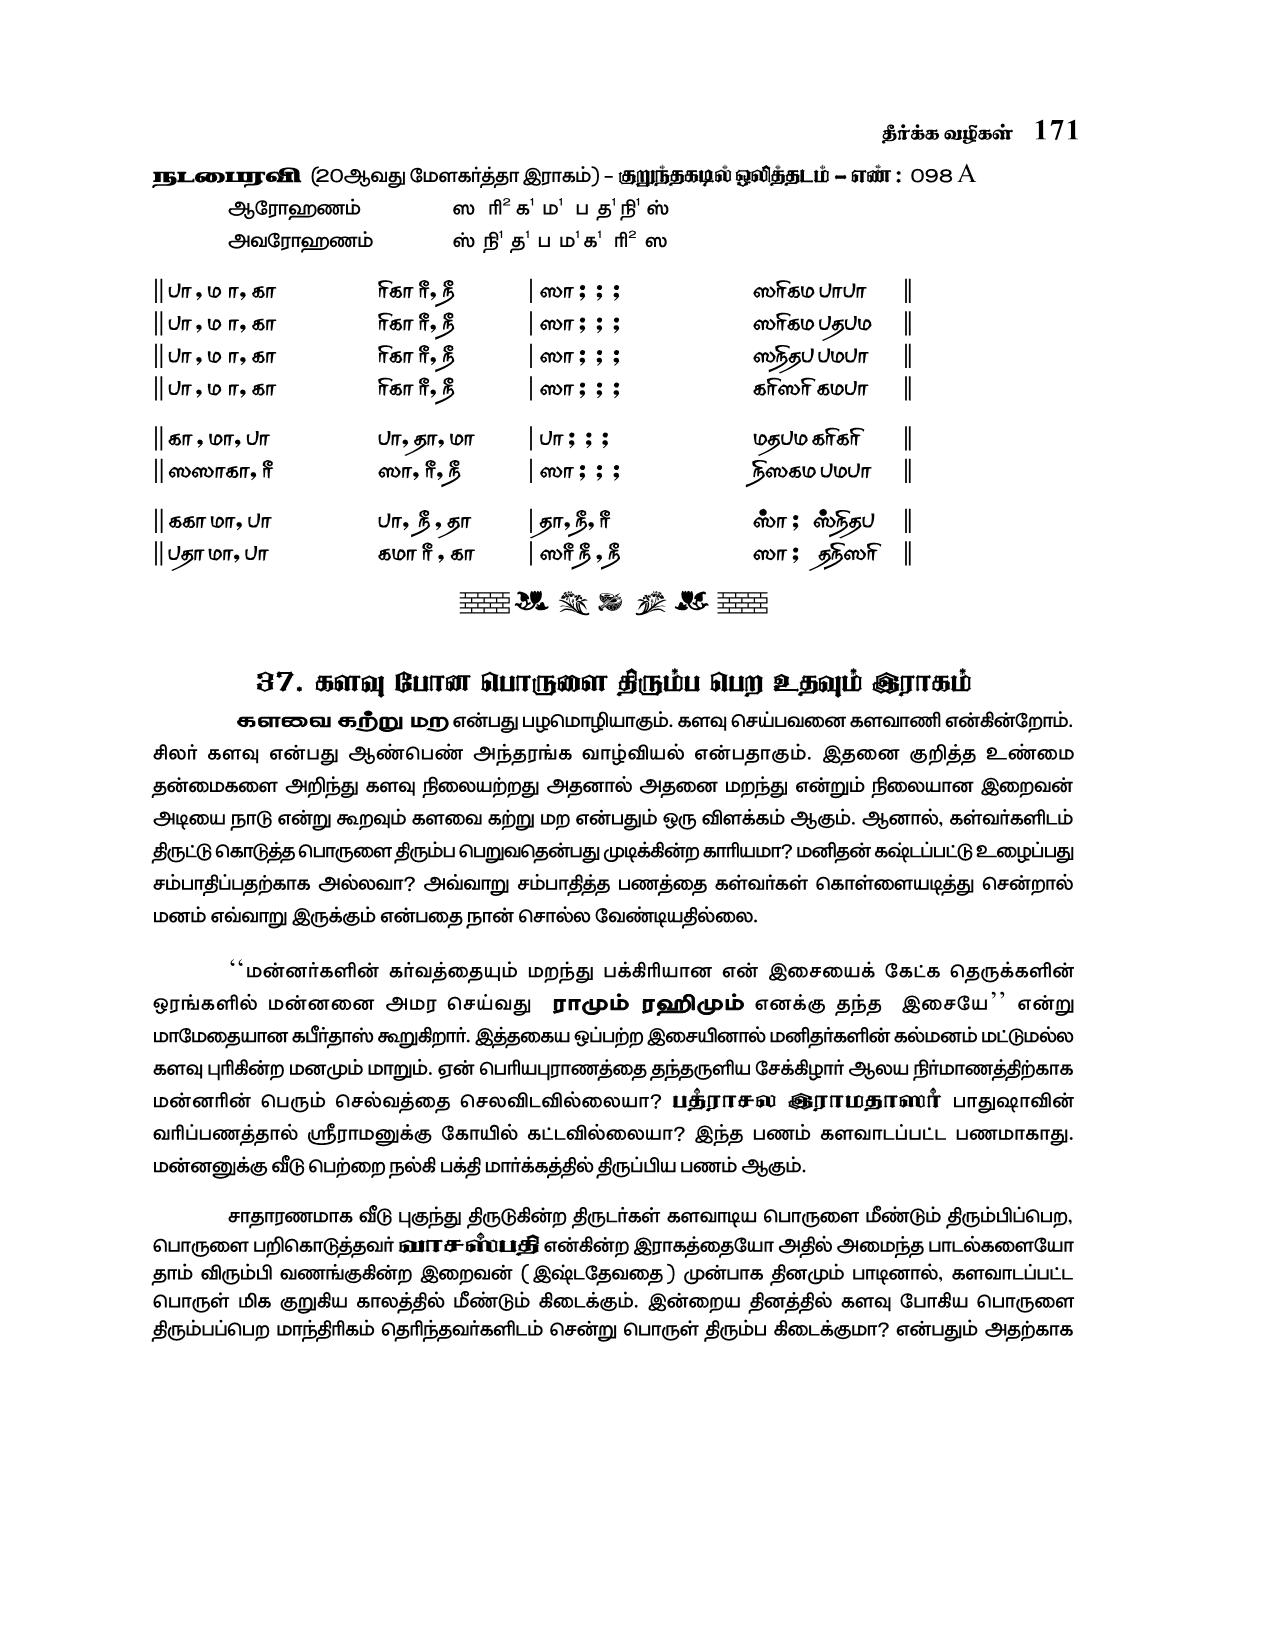 தீர்க்க வழிகள் 171
நடபைரவி (20ஆவது மேளகர்த்தா இராகம்) – குறுந்தகடில் ஒலித்தடம் – எண் : 098 A
ஆரோஹணம் ஸ ரி² க¹ ம¹ ப த¹ நி¹ ஸ்
அவரோஹணம் ஸ் நி¹ த¹ ப ம¹ க¹ ரி² ஸ
|| பா , ம ா, கா ரிகா ரீ, நீ | ஸா ; ; ; ஸரிகம பாபா ||
|| பா , ம ா, கா ரிகா ரீ, நீ | ஸா ; ; ; ஸரிகம பதபம ||
|| பா , ம ா, கா ரிகா ரீ, நீ | ஸா ; ; ; ஸநிதப பமபா ||
|| பா , ம ா, கா ரிகா ரீ, நீ | ஸா ; ; ; கரிஸரி கமபா ||
|| கா , மா, பா பா, தா, மா | பா ; ; ; மதபம கரிகரி ||
|| ஸஸாகா, ரீ ஸா, ரீ, நீ | ஸா ; ; ; நிஸகம பமபா ||
|| ககா மா, பா பா, நீ , தா | தா, நீ, ரீ ஸ்ா ; ஸ்நிதப ||
|| பதா மா, பா கமா ரீ , கா | ஸரீ நீ , நீ ஸா ; தநிஸரி ||
37. களவு போன பொருளை திரும்ப பெற உதவும் இராகம்
களவை கற்று மற என்பது பழமொழியாகும். களவு செய்பவனை களவாணி என்கின்றோம்.
சிலர் களவு என்பது ஆண்பெண் அந்தரங்க வாழ்வியல் என்பதாகும். இதனை குறித்த உண்மை
தன்மைகளை அறிந்து களவு நிலையற்றது அதனால் அதனை மறந்து என்றும் நிலையான இறைவன்
அடியை நாடு என்று கூறவும் களவை கற்று மற என்பதும் ஒரு விளக்கம் ஆகும். ஆனால், கள்வர்களிடம்
திருட்டு கொடுத்த பொருளை திரும்ப பெறுவதென்பது முடிக்கின்ற காரியமா? மனிதன் கஷ்டப்பட்டு உழைப்பது
சம்பாதிப்பதற்காக அல்லவா? அவ்வாறு சம்பாதித்த பணத்தை கள்வர்கள் கொள்ளையடித்து சென்றால்
மனம் எவ்வாறு இருக்கும் என்பதை நான் சொல்ல வேண்டியதில்லை.
‘‘மன்னர்களின் கர்வத்தையும் மறந்து பக்கிரியான என் இசையைக் கேட்க தெருக்களின்
ஒரங்களில் மன்னனை அமர செய்வது ராமும் ரஹிமும் எனக்கு தந்த இசையே’’ என்று
மாமேதையான கபீர்தாஸ் கூறுகிறார். இத்தகைய ஒப்பற்ற இசையினால் மனிதர்களின் கல்மனம் மட்டுமல்ல
களவு புரிகின்ற மனமும் மாறும். ஏன் பெரியபுராணத்தை தந்தருளிய சேக்கிழார் ஆலய நிர்மாணத்திற்காக
மன்னரின் பெரும் செல்வத்தை செலவிடவில்லையா? பத்ராசல இராமதாஸர் பாதுஷாவின்
வரிப்பணத்தால் ஸ்ரீராமனுக்கு கோயில் கட்டவில்லையா? இந்த பணம் களவாடப்பட்ட பணமாகாது.
மன்னனுக்கு வீடு பெற்றை நல்கி பக்தி மார்க்கத்தில் திருப்பிய பணம் ஆகும்.
சாதாரணமாக வீடு புகுந்து திருடுகின்ற திருடர்கள் களவாடிய பொருளை மீண்டும் திரும்பிப்பெற,
பொருளை பறிகொடுத்தவர் வாசஸ்பதி என்கின்ற இராகத்தையோ அதில் அமைந்த பாடல்களையோ
தாம் விரும்பி வணங்குகின்ற இறைவன் (இஷ்டதேவதை) முன்பாக தினமும் பாடினால், களவாடப்பட்ட
பொருள் மிக குறுகிய காலத்தில் மீண்டும் கிடைக்கும். இன்றைய தினத்தில் களவு போகிய பொருளை
திரும்பப்பெற மாந்திரிகம் தெரிந்தவர்களிடம் சென்று பொருள் திரும்ப கிடைக்குமா? என்பதும் அதற்காக